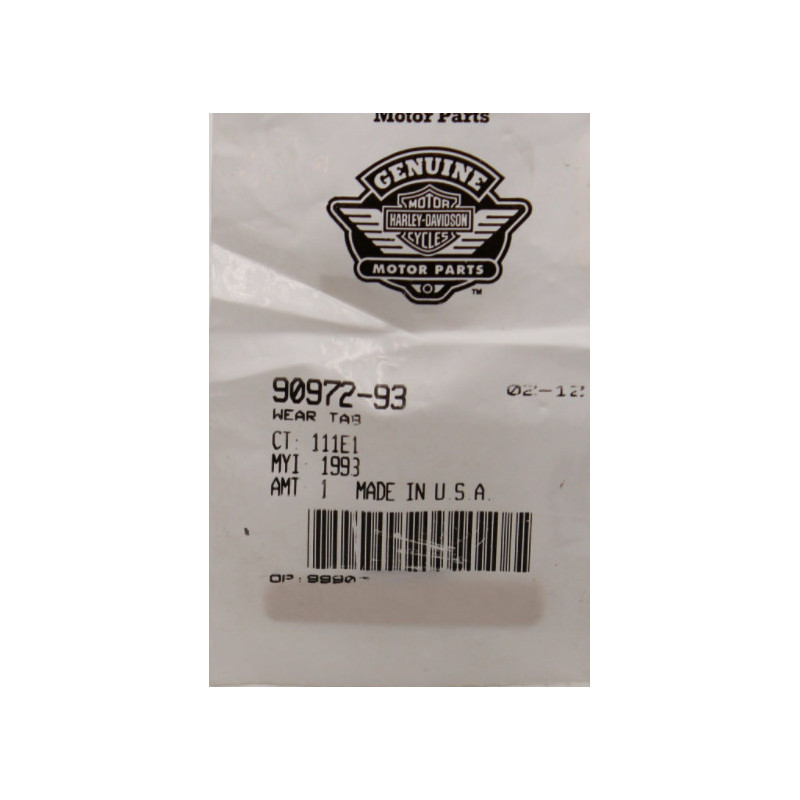 Motor Parts
GENUINE
MOTOR
HARLEY-DAVIDSON
CYCLES
MOTOR PARTS
TM
90972-93 02-12
WEAR TAB
CT: 111E1
MYI 1993
AMT 1 MADE IN U.S.A.
OP:9990-